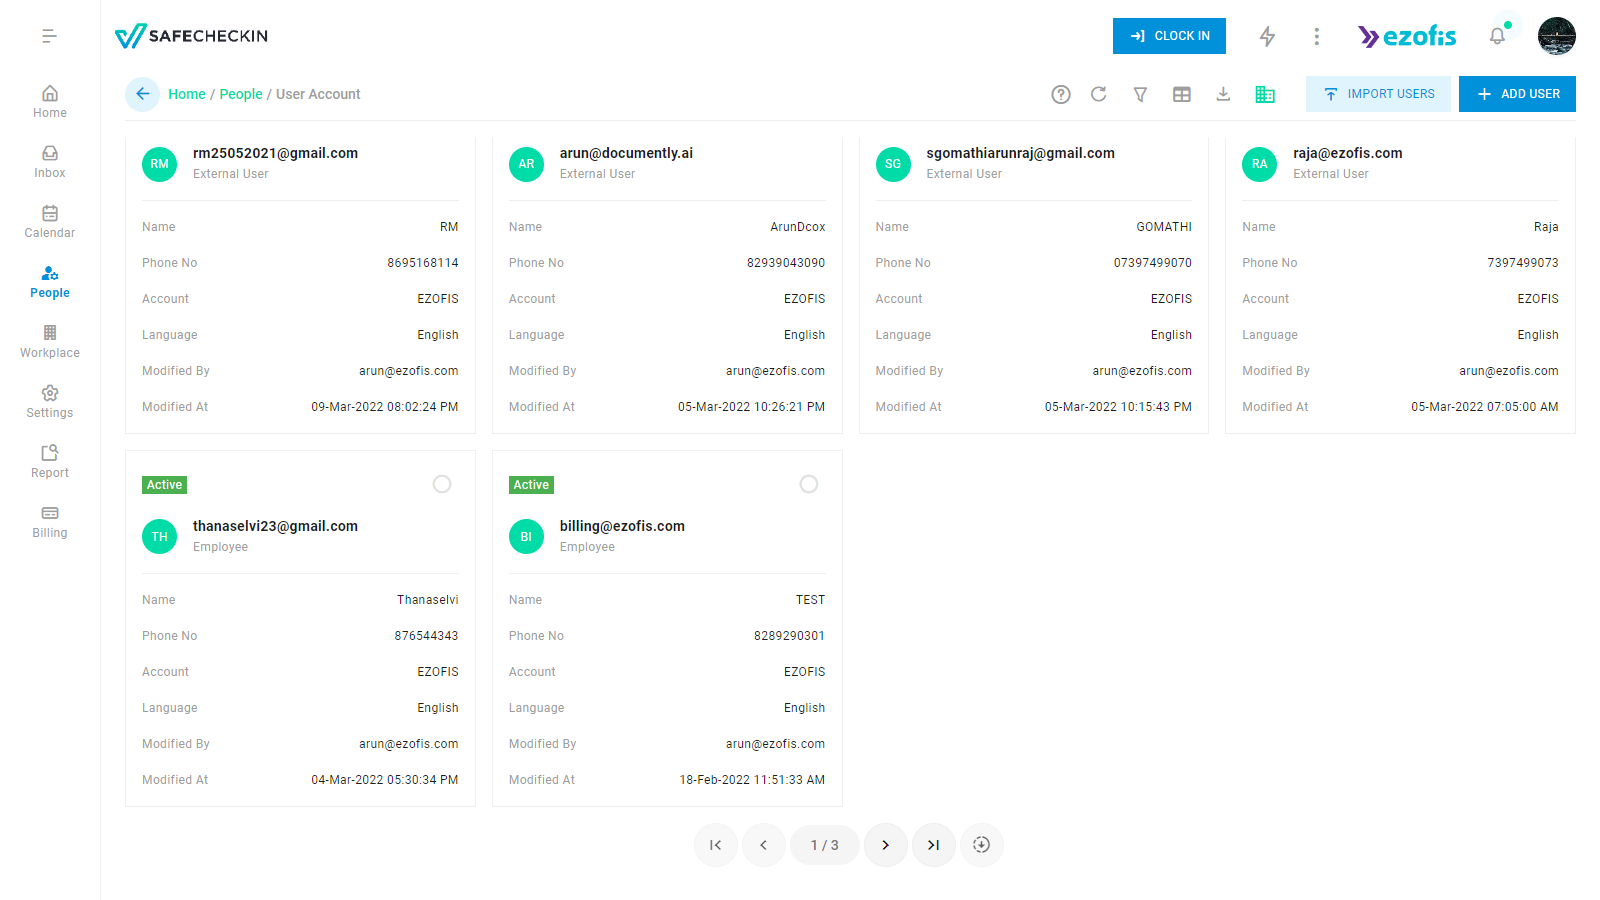 SAFECHECKIN
CLOCK IN
ezofis
Home / People / User Account
IMPORT USERS
ADD USER
Home
Inbox
Calendar
People
Workplace
Settings
Report
Billing
RM
rm25052021@gmail.com
External User
Name RM
Phone No 8695168114
Account EZOFIS
Language English
Modified By arun@ezofis.com
Modified At 09-Mar-2022 08:02:24 PM
AR
arun@documently.ai
External User
Name ArunDcox
Phone No 82939043090
Account EZOFIS
Language English
Modified By arun@ezofis.com
Modified At 05-Mar-2022 10:26:21 PM
SG
sgomathiarunraj@gmail.com
External User
Name GOMATHI
Phone No 07397499070
Account EZOFIS
Language English
Modified By arun@ezofis.com
Modified At 05-Mar-2022 10:15:43 PM
RA
raja@ezofis.com
External User
Name Raja
Phone No 7397499073
Account EZOFIS
Language English
Modified By arun@ezofis.com
Modified At 05-Mar-2022 07:05:00 AM
Active
TH
thanaselvi23@gmail.com
Employee
Name Thanaselvi
Phone No 876544343
Account EZOFIS
Language English
Modified By arun@ezofis.com
Modified At 04-Mar-2022 05:30:34 PM
Active
BI
billing@ezofis.com
Employee
Name TEST
Phone No 8289290301
Account EZOFIS
Language English
Modified By arun@ezofis.com
Modified At 18-Feb-2022 11:51:33 AM
1 / 3